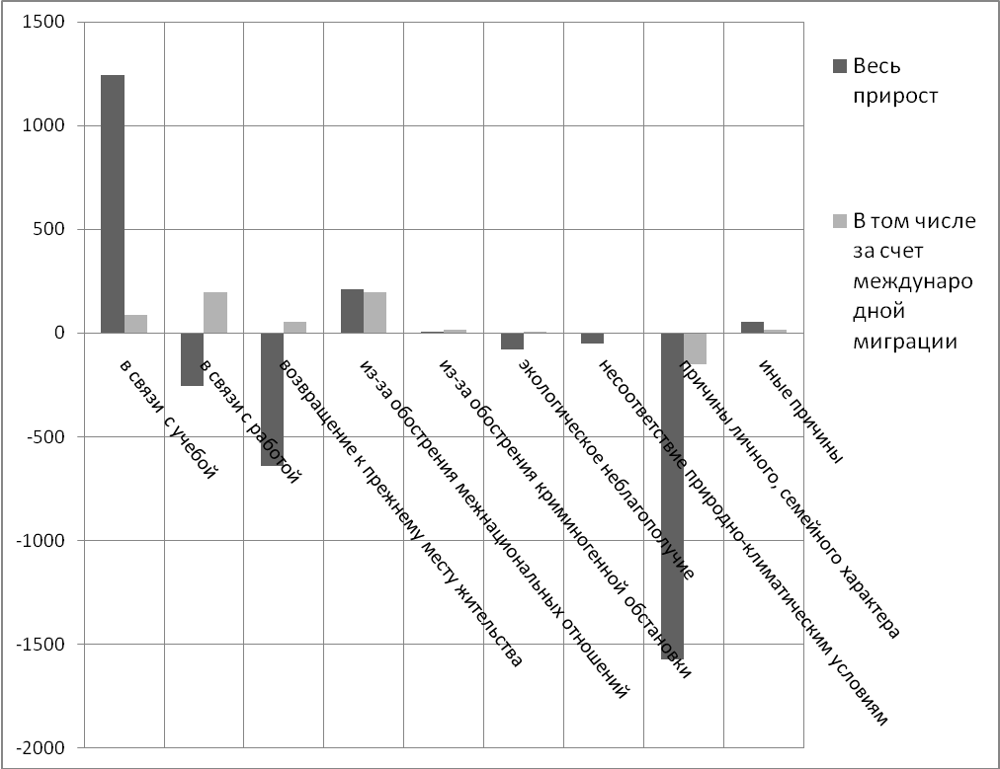 1500
1000
500
0
-500
-1000
-1500
-2000
в связи с учебой
в связи с работой
возвращение к прежнему месту жительства
из-за обострения межнациональных отношений
из-за обострения криминогенной обстановки
экологическое неблагополучие
несоответствие природно-климатическим условиям
причины личного, семейного характера
иные причины
Весь
прирост
В том числе
за счет
междунаро
дной
миграции